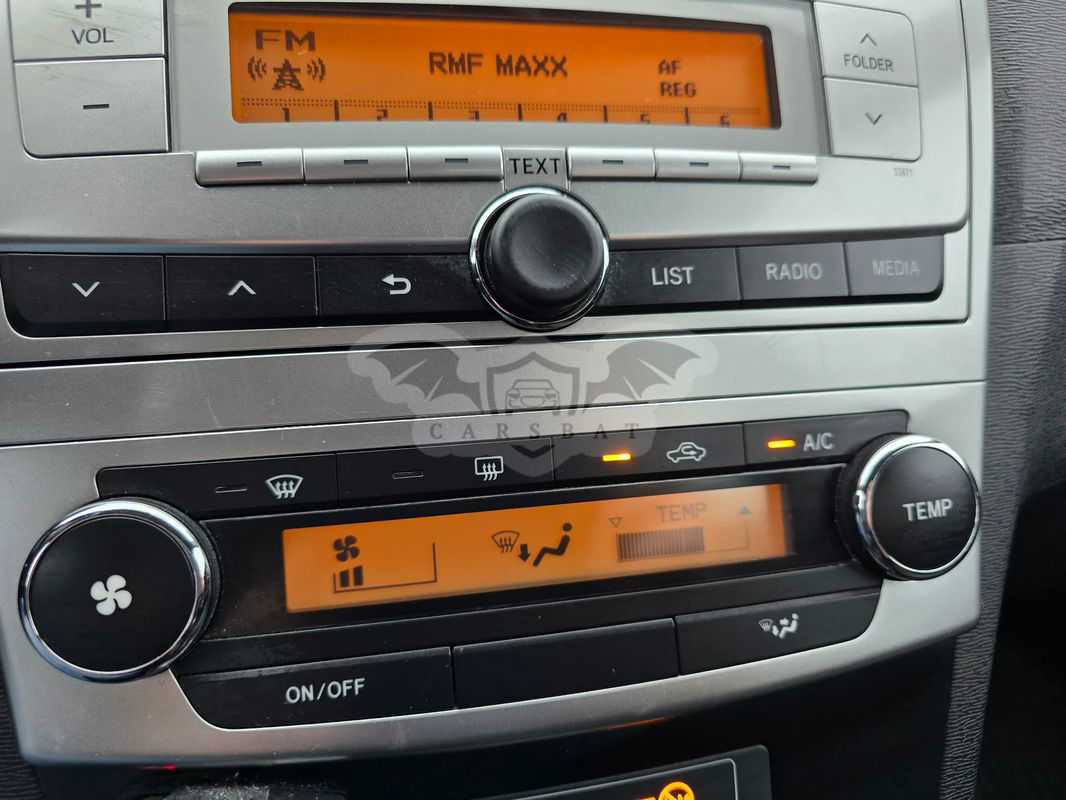 VOL
FM
RMF MAXX
AF
REG
1 2 3 4 5 6
FOLDER
TEXT
53871
LIST RADIO MEDIA
CARSBAT
A/C
TEMP
TEMP
ON/OFF